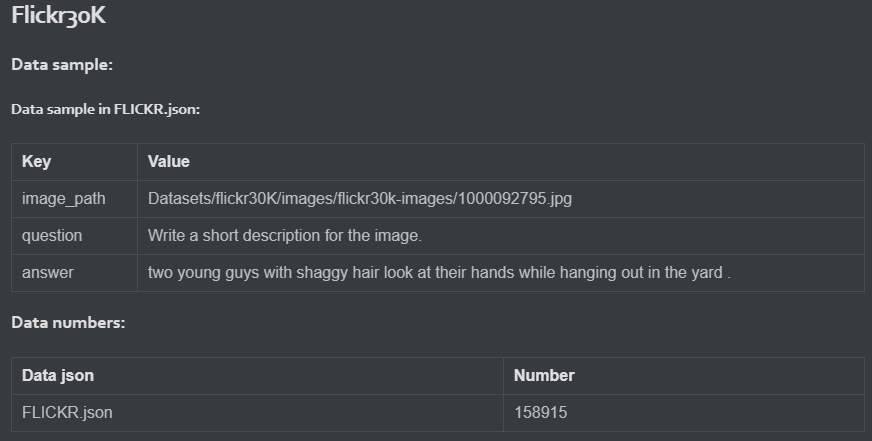 Flickr30K
Data sample:
Data sample in FLICKR.json:
Key Value
image_path Datasets/flickr30K/images/flickr30k-images/1000092795.jpg
question Write a short description for the image.
answer two young guys with shaggy hair look at their hands while hanging out in the yard .
Data numbers:
Data json Number
FLICKR.json 158915